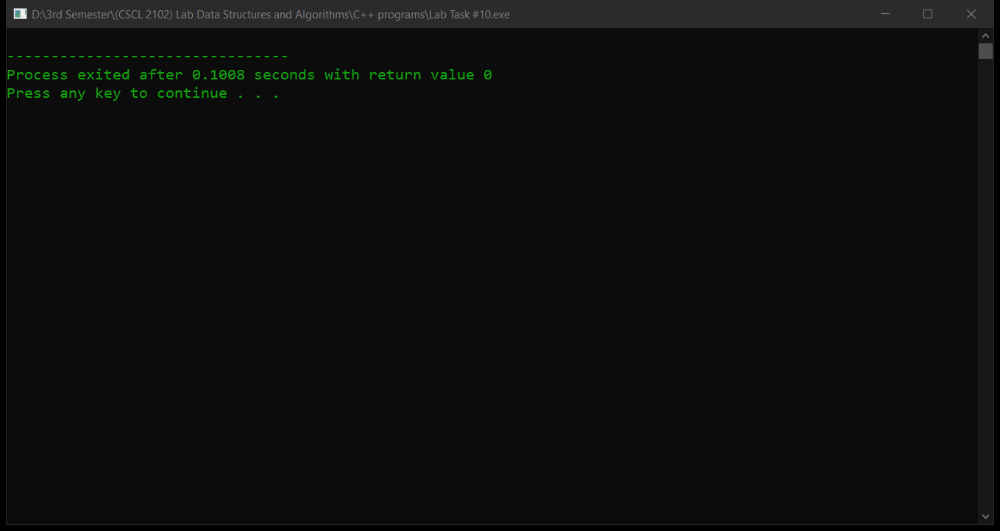 D:\3rd Semester\(CSCL 2102) Lab Data Structures and Algorithms\C++ programs\Lab Task #10.exe
--------------------------------
Process exited after 0.1008 seconds with return value 0
Press any key to continue . . .